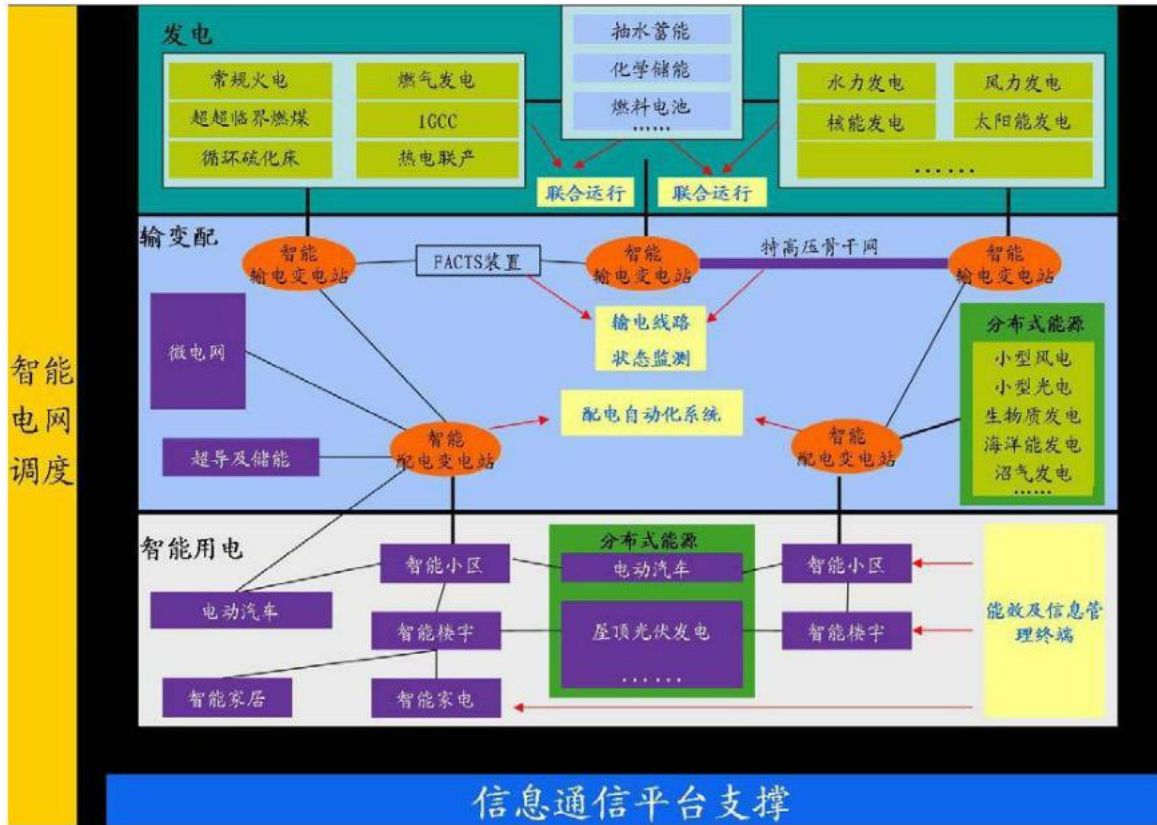 智能
电网
调度
发电
常规火电
燃气发电
超超临界燃煤
IGCC
循环硫化床
热电联产
抽水蓄能
化学储能
燃料电池
……
水力发电
风力发电
核能发电
太阳能发电
……
联合运行
联合运行
输变配
智能
输电变电站
FACTS装置
智能
输电变电站
特高压骨干网
智能
输电变电站
输电线路
状态监测
微电网
分布式能源
小型风电
小型光电
生物质发电
海洋能发电
沼气发电
……
配电自动化系统
智能
配电变电站
智能
配电变电站
超导及储能
智能用电
智能小区
分布式能源
电动汽车
智能小区
电动汽车
智能楼宇
屋顶光伏发电
……
智能楼宇
能效及信息管
理终端
智能家居
智能家电
信息通信平台支撑